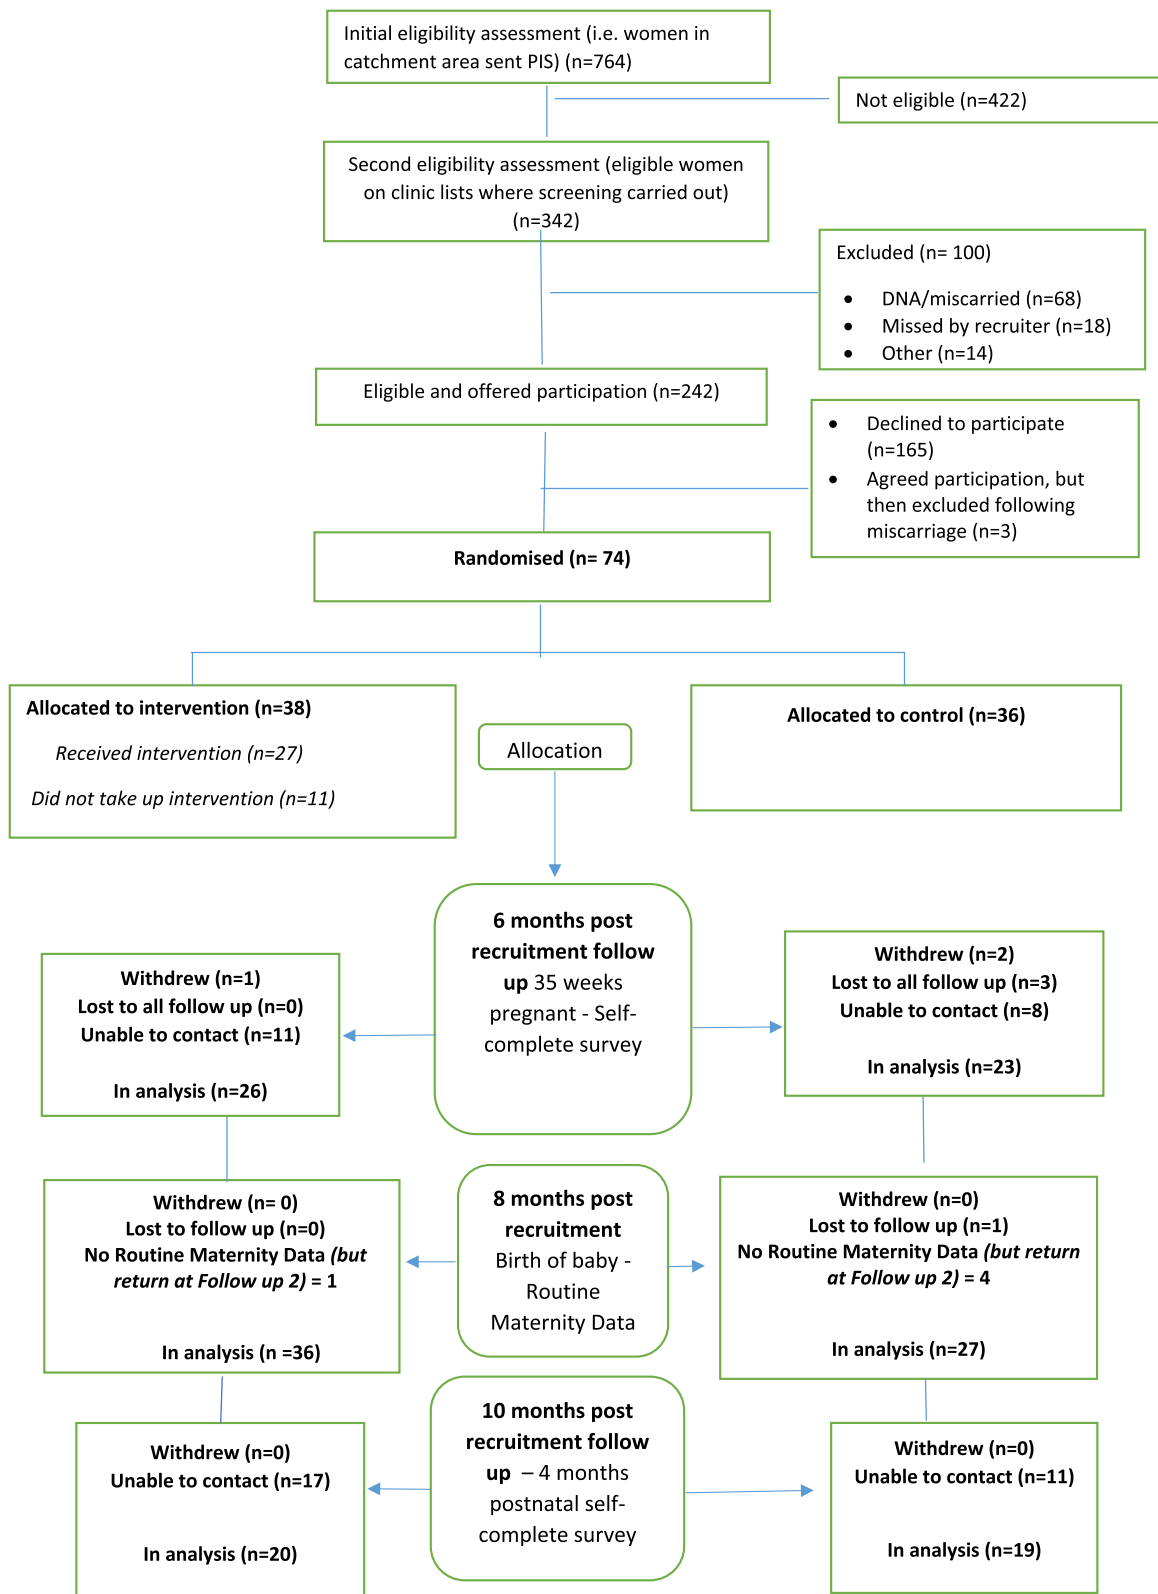 Initial eligibility assessment (i.e. women in
catchment area sent PIS) (n=764)
Not eligible (n=422)
Second eligibility assessment (eligible women
on clinic lists where screening carried out)
(n=342)
Excluded (n= 100)
• DNA/miscarried (n=68)
• Missed by recruiter (n=18)
• Other (n=14)
Eligible and offered participation (n=242)
• Declined to participate
(n=165)
• Agreed participation, but
then excluded following
miscarriage (n=3)
Randomised (n= 74)
Allocated to intervention (n=38)
Received intervention (n=27)
Did not take up intervention (n=11)
Allocated to control (n=36)
Allocation
6 months post
recruitment follow
up 35 weeks
pregnant - Self-
complete survey
Withdrew (n=1)
Lost to all follow up (n=0)
Unable to contact (n=11)
In analysis (n=26)
Withdrew (n=2)
Lost to all follow up (n=3)
Unable to contact (n=8)
In analysis (n=23)
Withdrew (n= 0)
Lost to follow up (n=0)
No Routine Maternity Data (but
return at Follow up 2) = 1
In analysis (n =36)
8 months post
recruitment
Birth of baby -
Routine
Maternity Data
Withdrew (n=0)
Lost to follow up (n=1)
No Routine Maternity Data (but return
at Follow up 2) = 4
In analysis (n=27)
Withdrew (n=0)
Unable to contact (n=17)
In analysis (n=20)
10 months post
recruitment follow
up – 4 months
postnatal self-
complete survey
Withdrew (n=0)
Unable to contact (n=11)
In analysis (n=19)